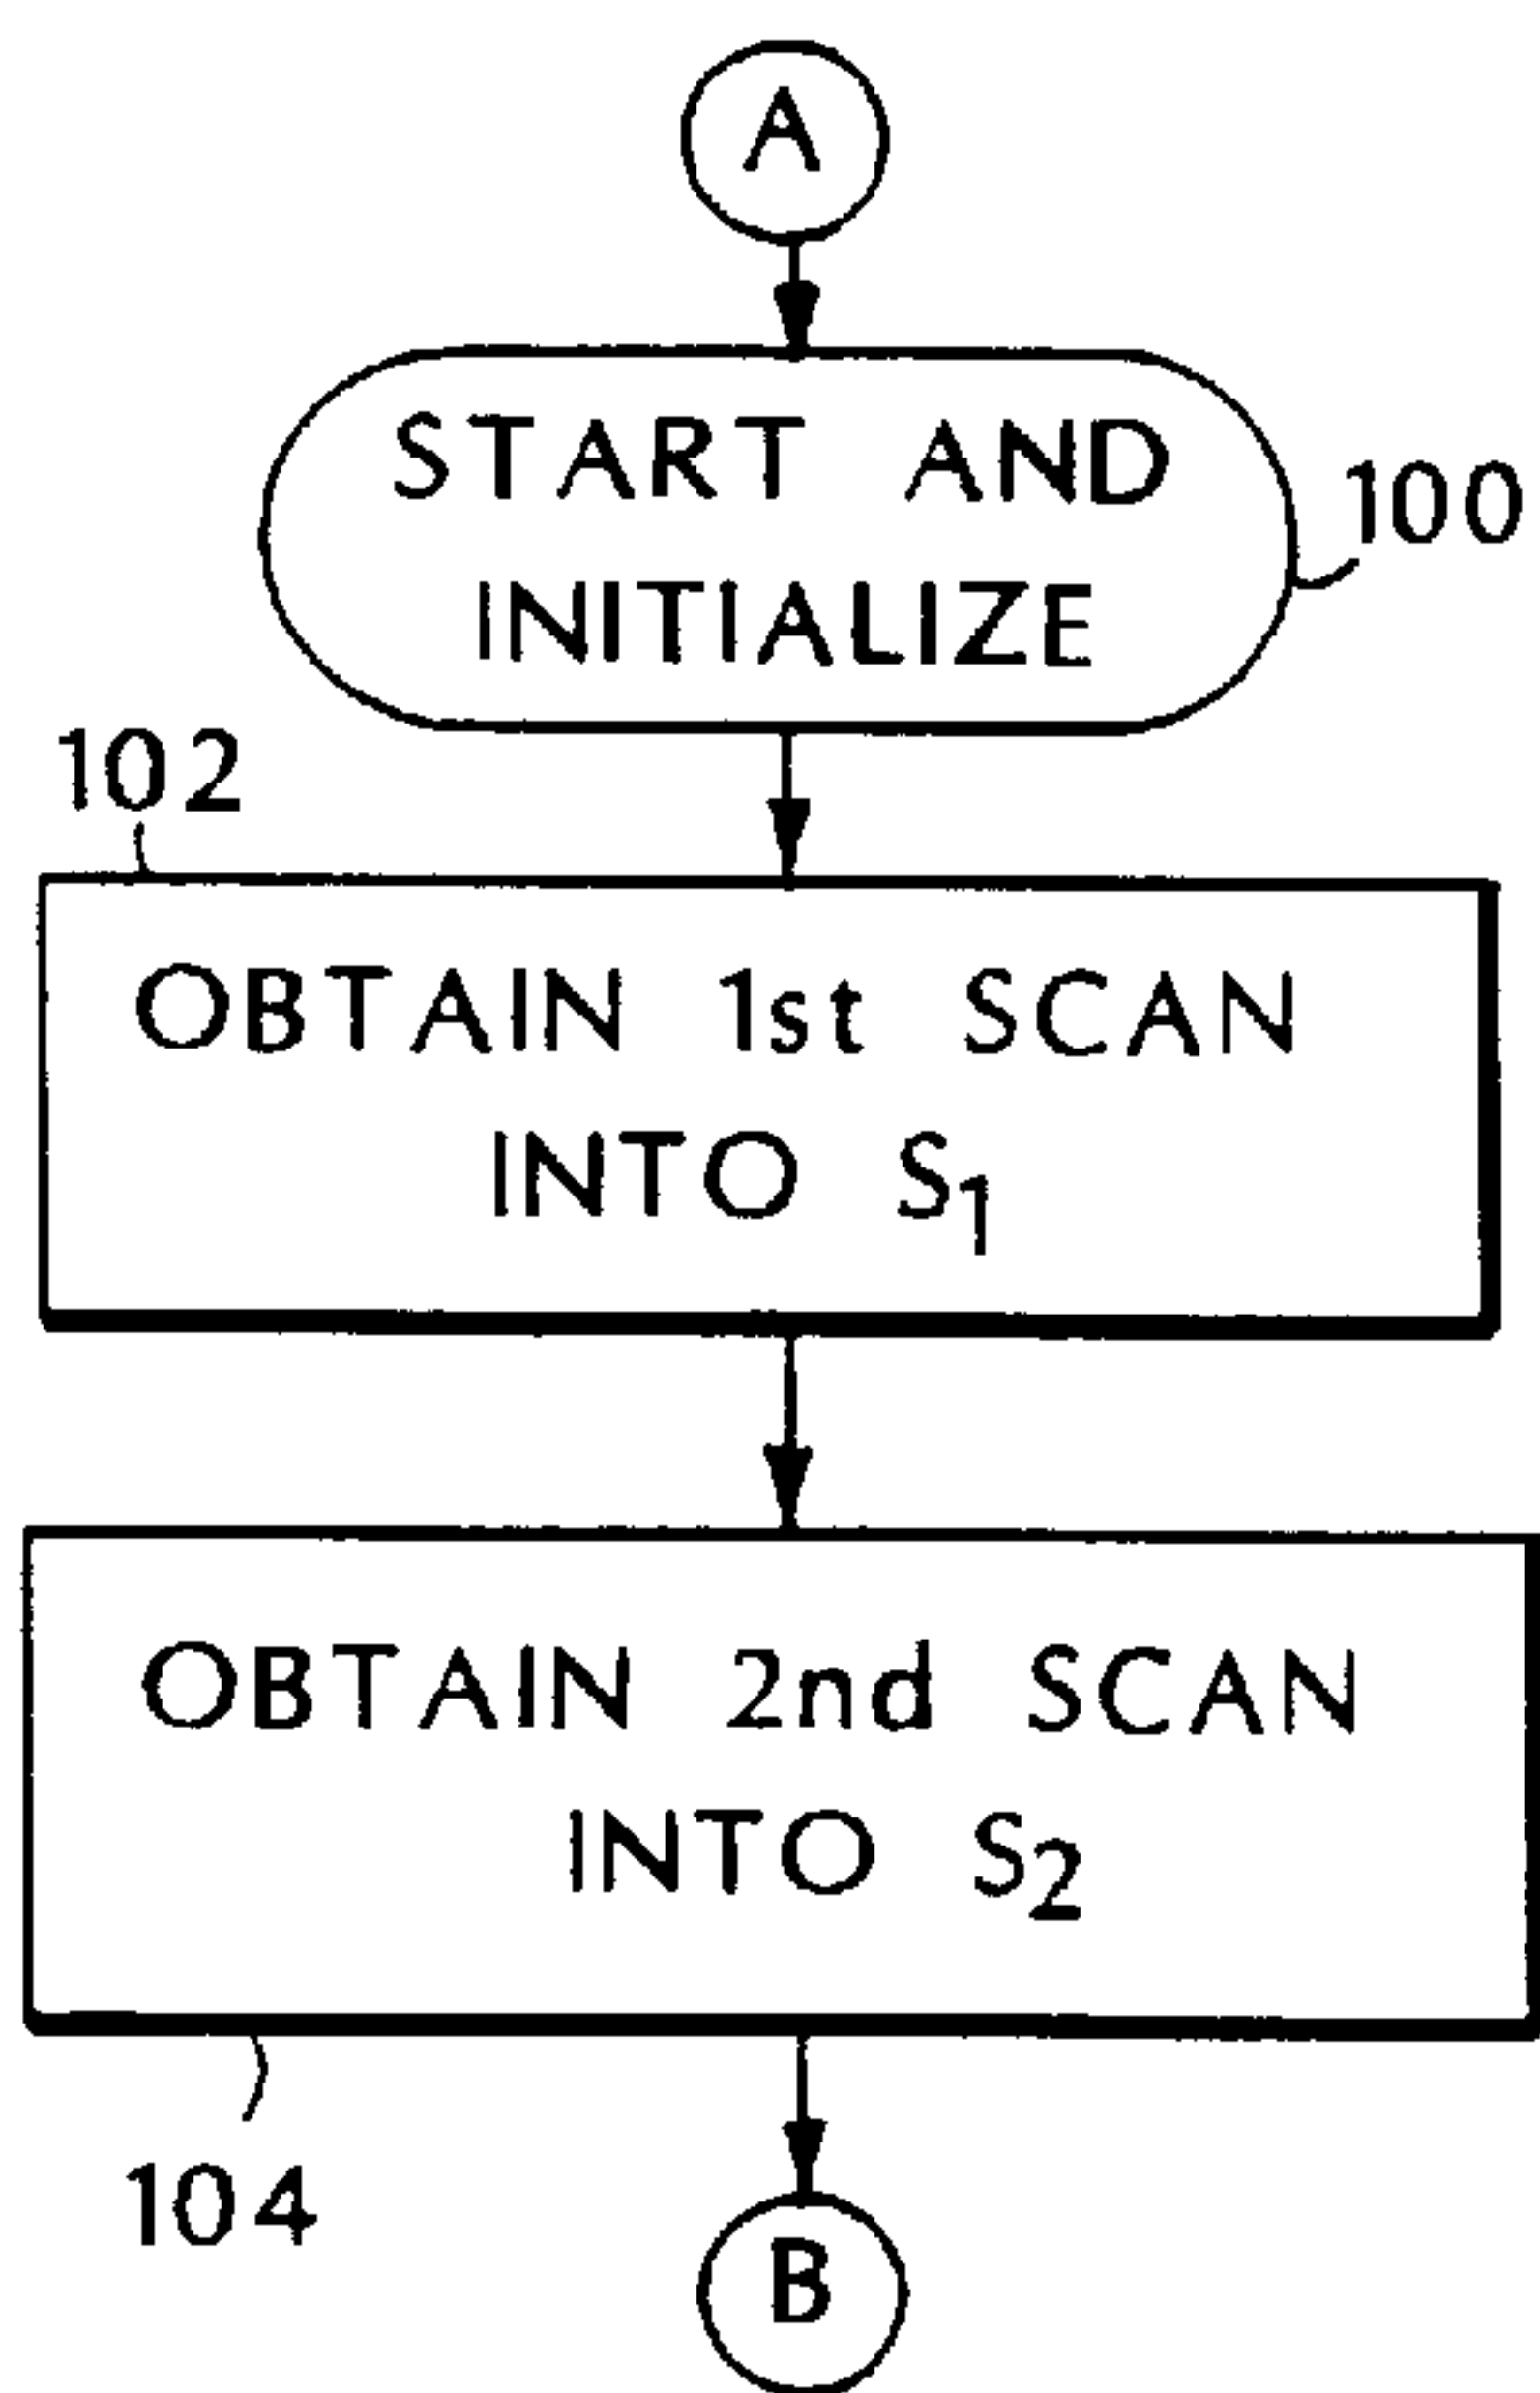 A
START AND
INITIALIZE
100
102
OBTAIN 1st SCAN
INTO S₁
OBTAIN 2nd SCAN
INTO S₂
104
B